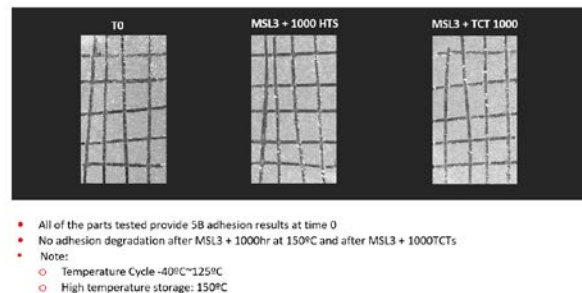 T0
MSL3 + 1000 HTS
MSL3 + TCT 1000
All of the parts tested provide 5B adhesion results at time 0
No adhesion degradation after MSL3 + 1000hr at 150ºC and after MSL3 + 1000TCTs
Note:
Temperature Cycle -40ºC~125ºC
High temperature storage: 150ºC